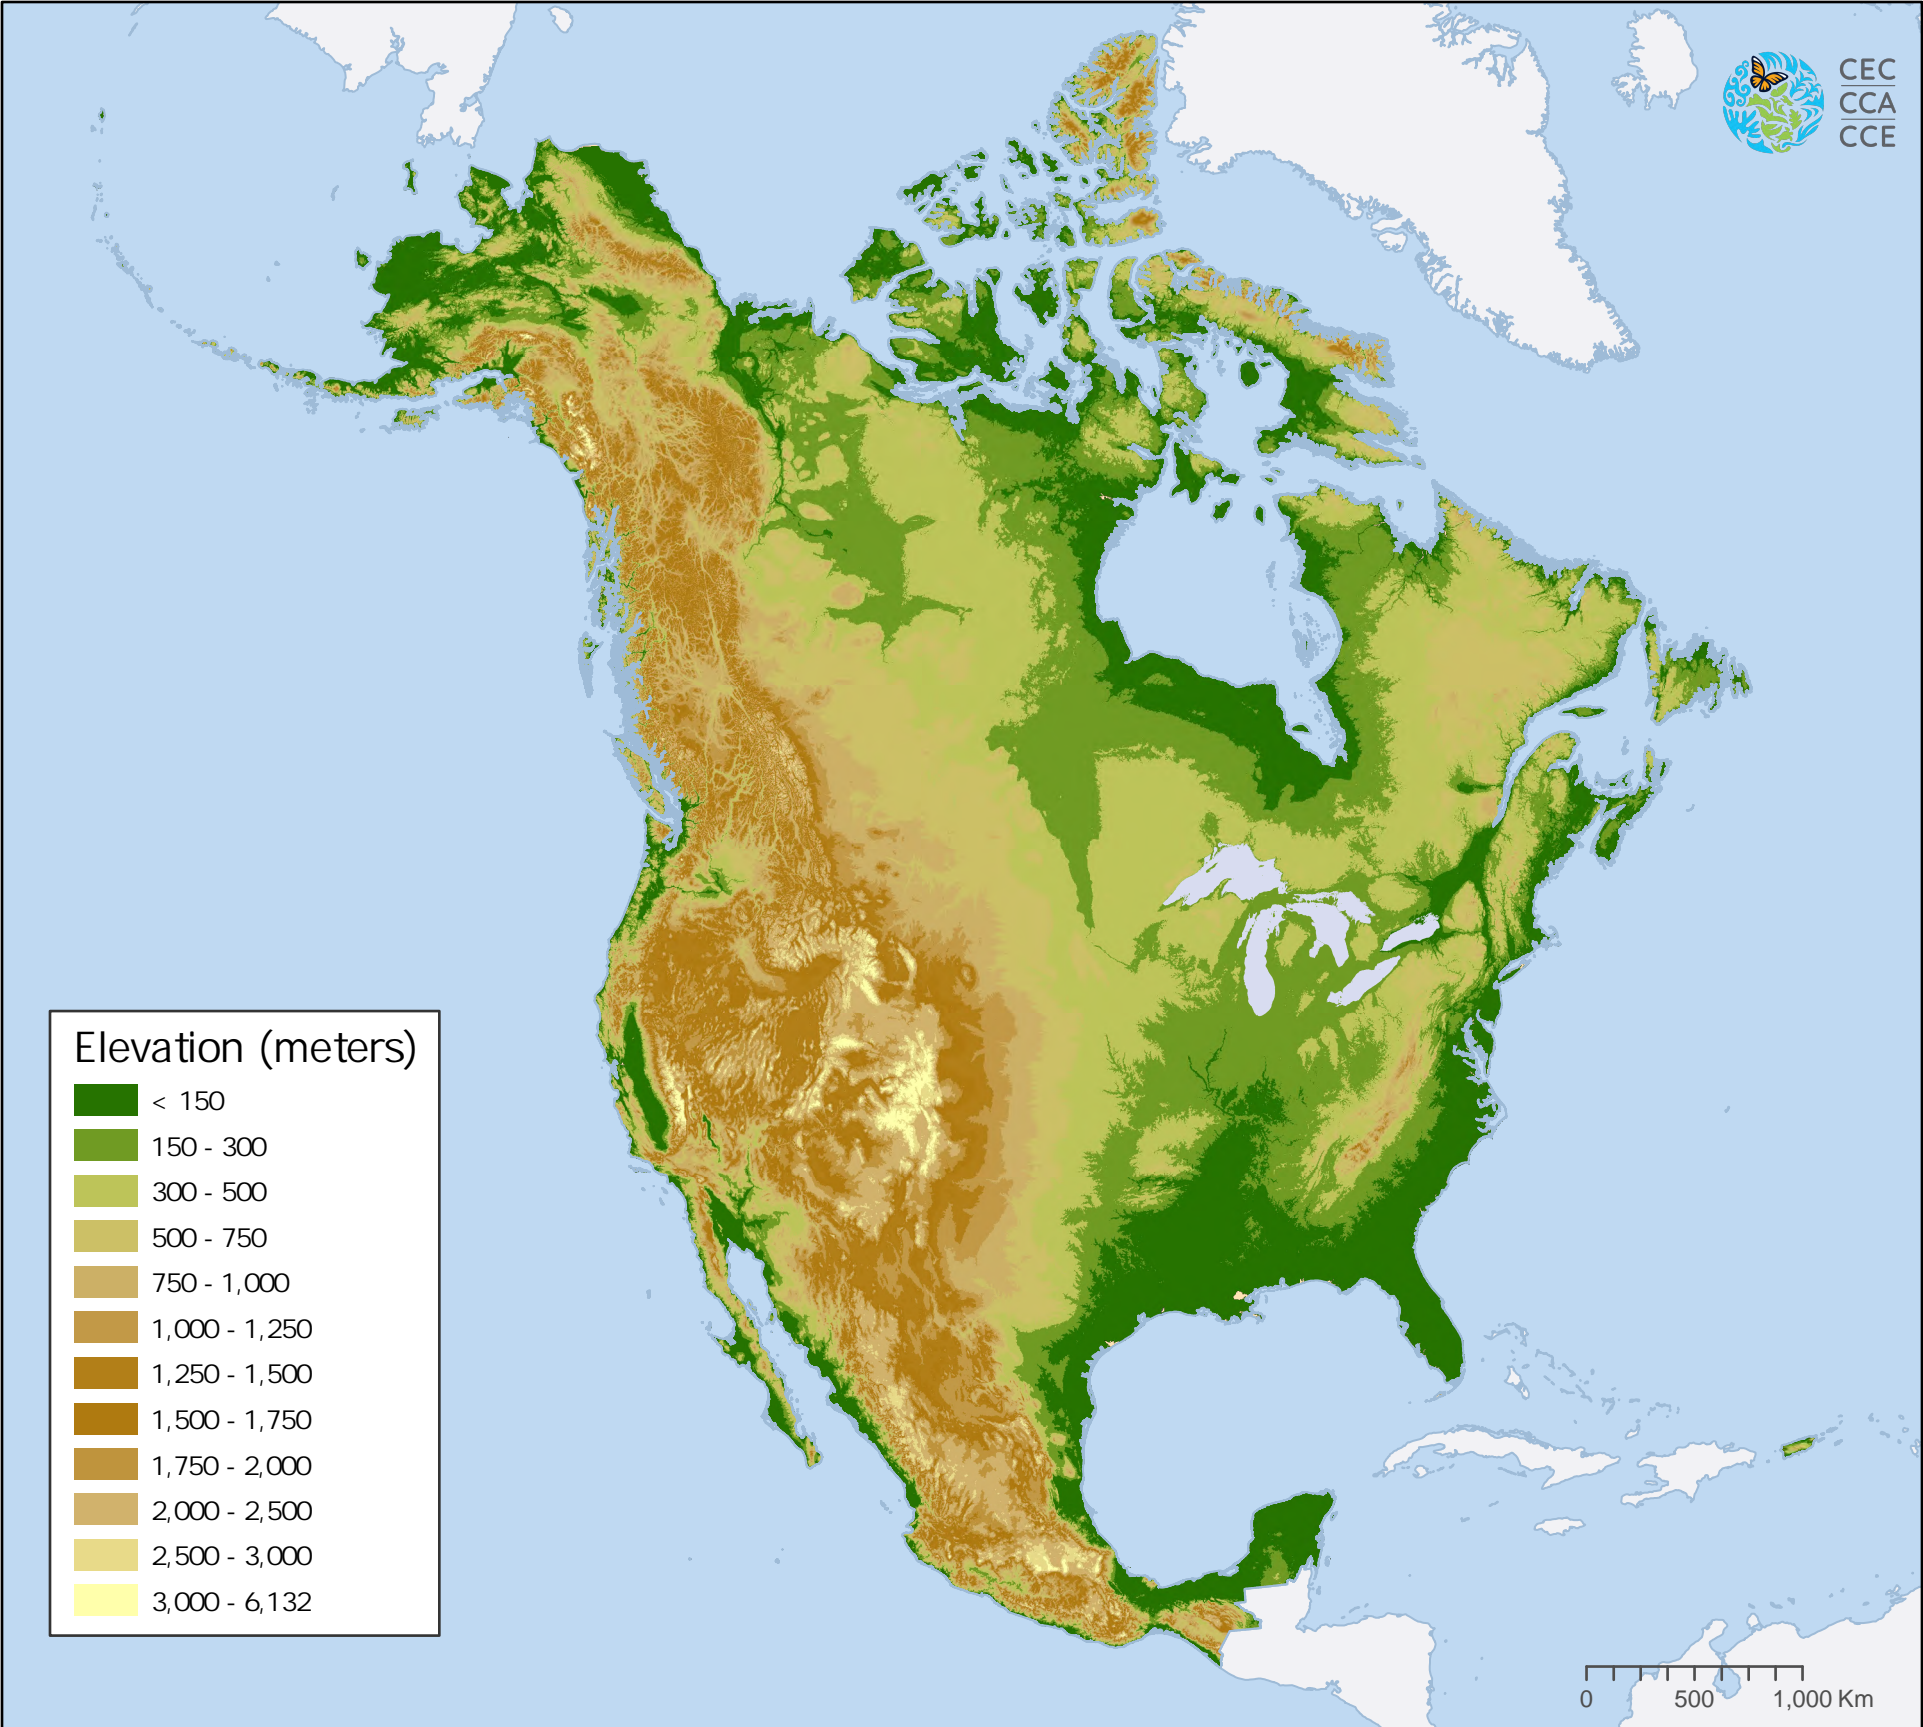 CEC
CCA
CCE
Elevation (meters)
< 150
150 - 300
300 - 500
500 - 750
750 - 1,000
1,000 - 1,250
1,250 - 1,500
1,500 - 1,750
1,750 - 2,000
2,000 - 2,500
2,500 - 3,000
3,000 - 6,132
0 500 1,000 Km